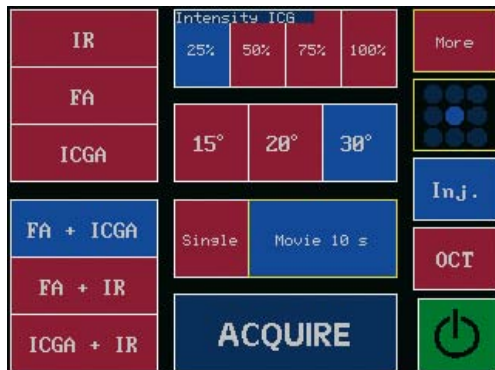 IR
FA
ICGA
FA + ICGA
FA + IR
ICGA + IR
Intensity ICG
25% 50% 75% 100%
15° 20° 30°
Single Movie 10 s
ACQUIRE
More
Inj.
OCT